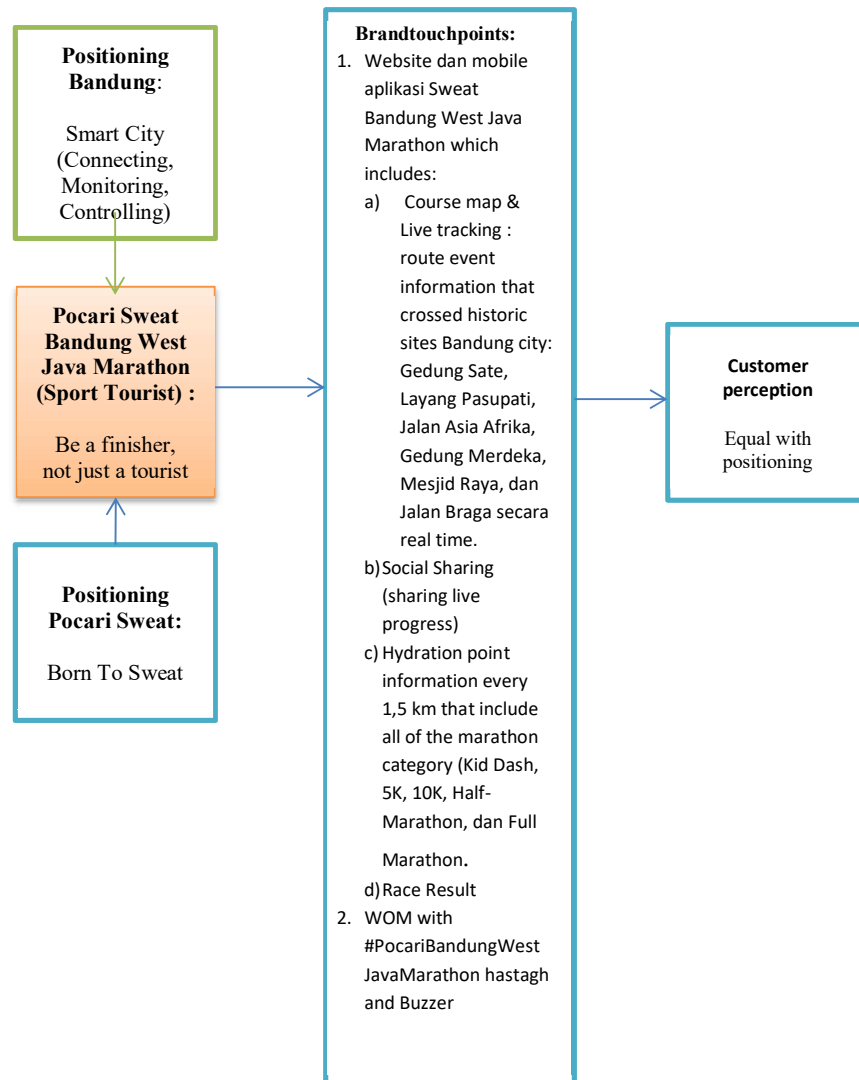 Positioning
Bandung:
Smart City
(Connecting,
Monitoring,
Controlling)
Pocari Sweat
Bandung West
Java Marathon
(Sport Tourist) :
Be a finisher,
not just a tourist
Positioning
Pocari Sweat:
Born To Sweat
Brandtouchpoints:
1. Website dan mobile
aplikasi Sweat
Bandung West Java
Marathon which
includes:
a) Course map &
Live tracking :
route event
information that
crossed historic
sites Bandung city:
Gedung Sate,
Layang Pasupati,
Jalan Asia Afrika,
Gedung Merdeka,
Mesjid Raya, dan
Jalan Braga secara
real time.
b) Social Sharing
(sharing live
progress)
c) Hydration point
information every
1,5 km that include
all of the marathon
category (Kid Dash,
5K, 10K, Half-
Marathon, dan Full
Marathon.
d) Race Result
2. WOM with
#PocariBandungWest
JavaMarathon hastagh
and Buzzer
Customer
perception
Equal with
positioning